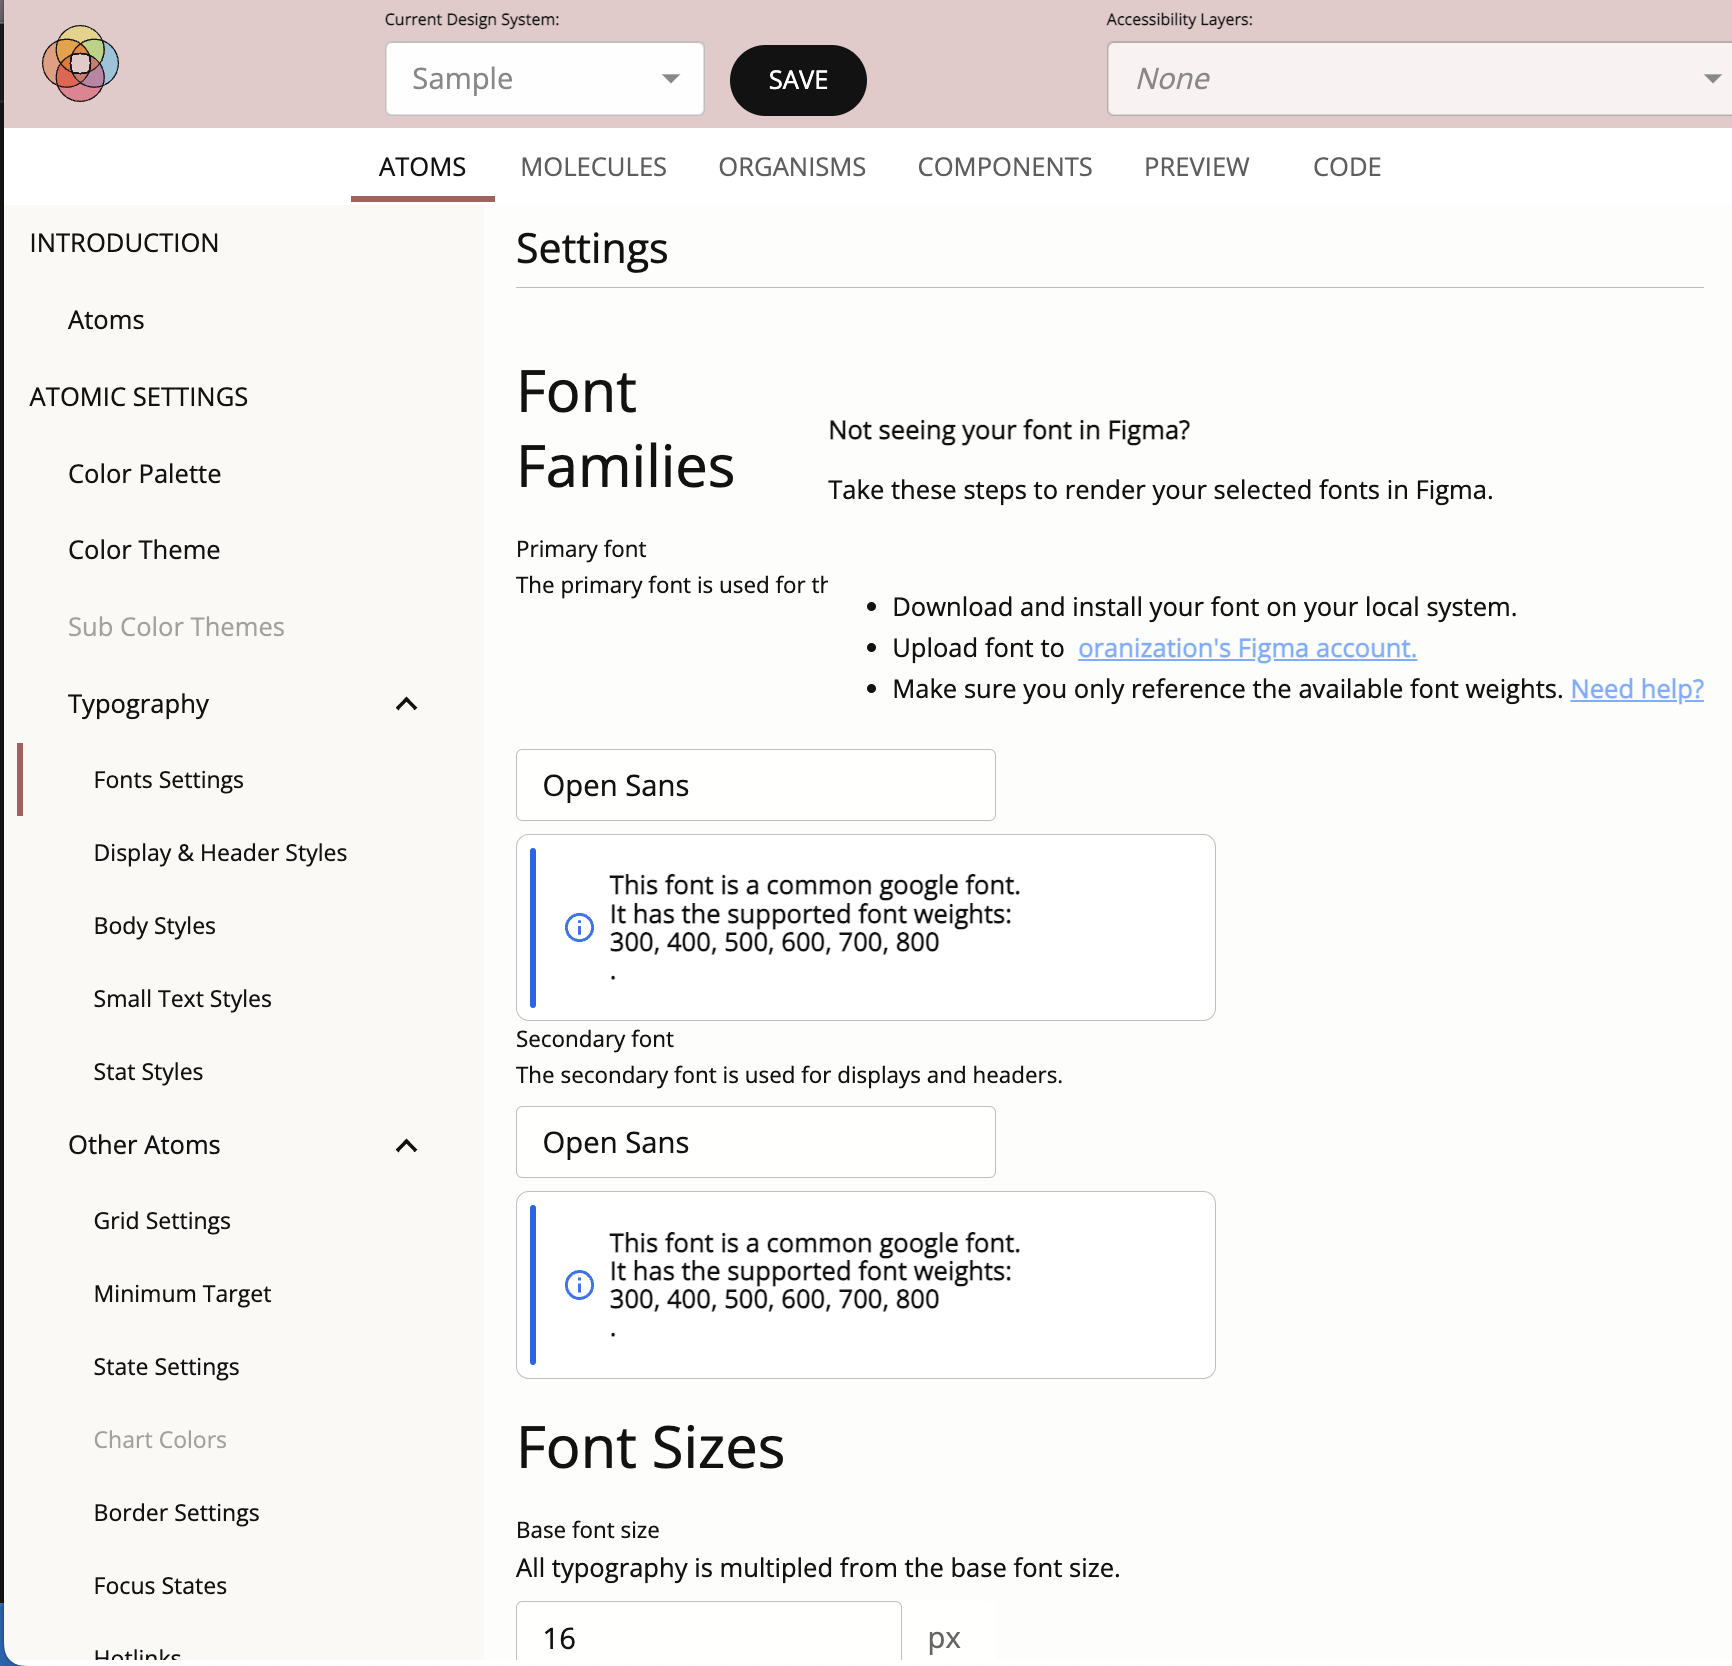 Current Design System:
Accessibility Layers:
Sample
SAVE
None
ATOMS
MOLECULES
ORGANISMS
COMPONENTS
PREVIEW
CODE
INTRODUCTION
Atoms
ATOMIC SETTINGS
Color Palette
Color Theme
Sub Color Themes
Typography
Fonts Settings
Display & Header Styles
Body Styles
Small Text Styles
Stat Styles
Other Atoms
Grid Settings
Minimum Target
State Settings
Chart Colors
Border Settings
Focus States
Hotlinks
Settings
Font
Families
Not seeing your font in Figma?
Take these steps to render your selected fonts in Figma.
Primary font
The primary font is used for th
Download and install your font on your local system.
Upload font to oranization's Figma account.
Make sure you only reference the available font weights. Need help?
Open Sans
This font is a common google font.
It has the supported font weights:
300, 400, 500, 600, 700, 800
.
Secondary font
The secondary font is used for displays and headers.
Open Sans
This font is a common google font.
It has the supported font weights:
300, 400, 500, 600, 700, 800
.
Font Sizes
Base font size
All typography is multipled from the base font size.
16
px